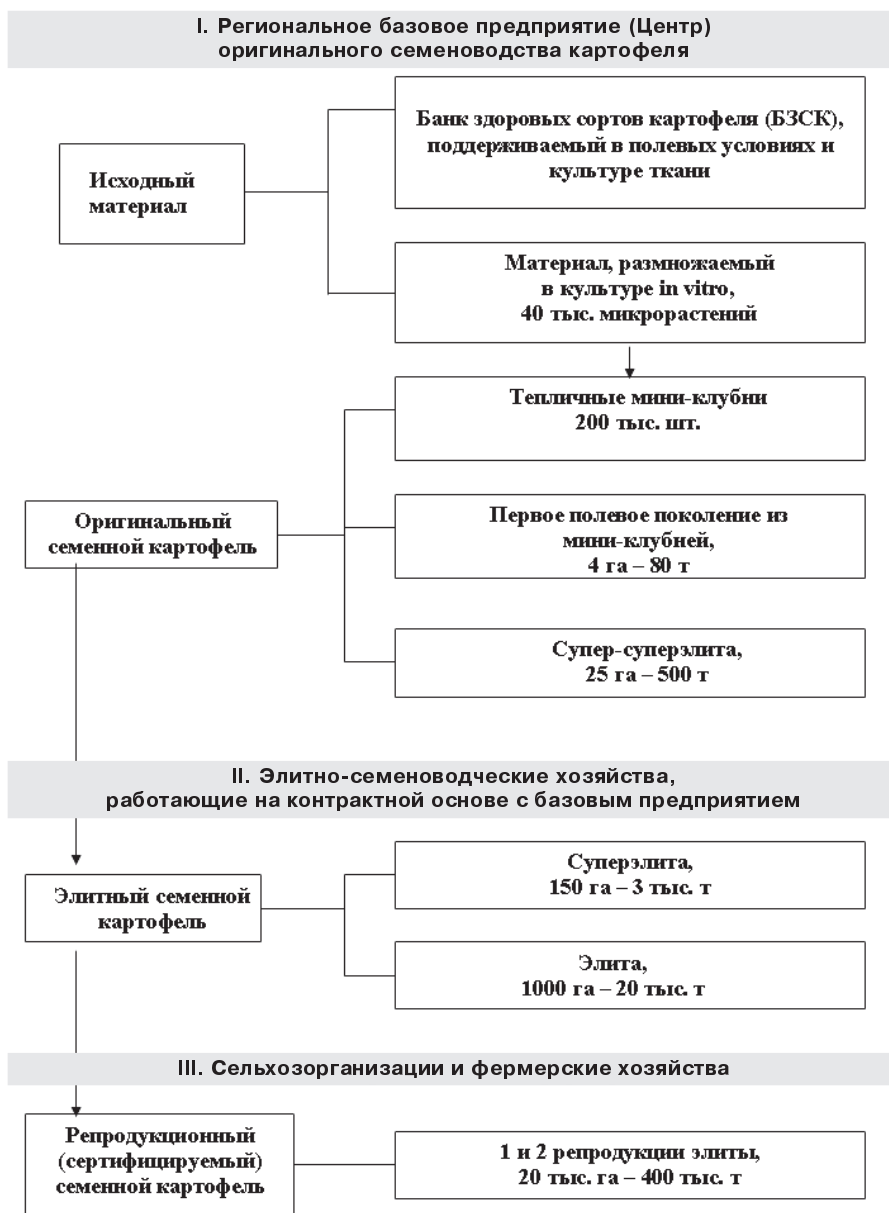 I. Региональное базовое предприятие (Центр)
оригинального семеноводства картофеля
Банк здоровых сортов картофеля (БЗСК),
поддерживаемый в полевых условиях и
культуре ткани
Исходный
материал
Материал, размножаемый
в культуре in vitro,
40 тыс. микрорастений
Тепличные мини-клубни
200 тыс. шт.
Оригинальный
семенной картофель
Первое полевое поколение из
мини-клубней,
4 га – 80 т
Супер-суперэлита,
25 га – 500 т
II. Элитно-семеноводческие хозяйства,
работающие на контрактной основе с базовым предприятием
Элитный семенной
картофель
Суперэлита,
150 га – 3 тыс. т
Элита,
1000 га – 20 тыс. т
III. Сельхозорганизации и фермерские хозяйства
Репродукционный
(сертифицируемый)
семенной картофель
1 и 2 репродукции элиты,
20 тыс. га – 400 тыс. т